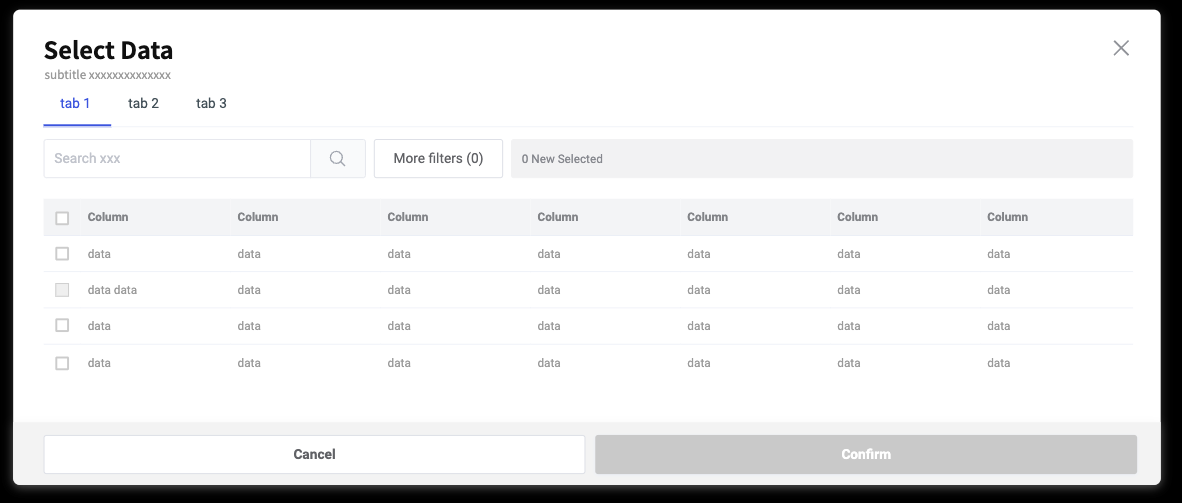 Select Data
subtitle xxxxxxxxxxxxxx
tab 1 tab 2 tab 3
Search xxx More filters (0) 0 New Selected
Column Column Column Column Column Column Column
data data data data data data data
data data data data data data data data
data data data data data data data
data data data data data data data
Cancel Confirm